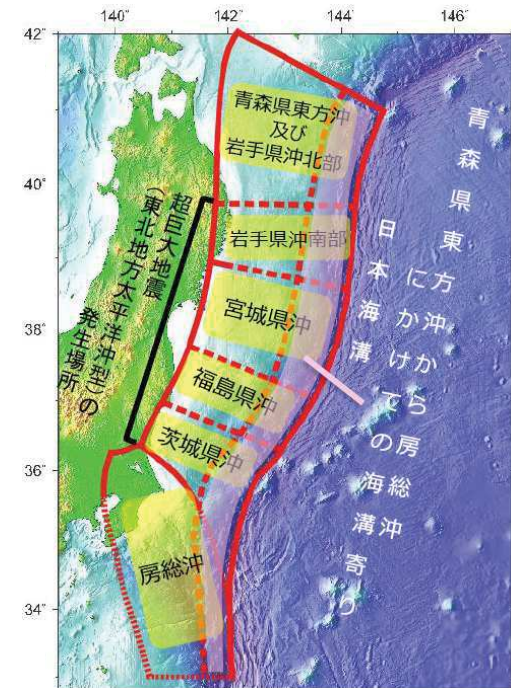 140° 142° 144° 146°
42°
40°
38°
36°
34°
青森県東方沖
及び
岩手県沖北部
岩手県沖南部
宮城県沖
福島県沖
茨城県沖
房総沖
超巨大地震
（東北地方太平洋沖型）の
発生場所
日本海溝
青森県東方沖から房総沖
にかけての海溝寄り